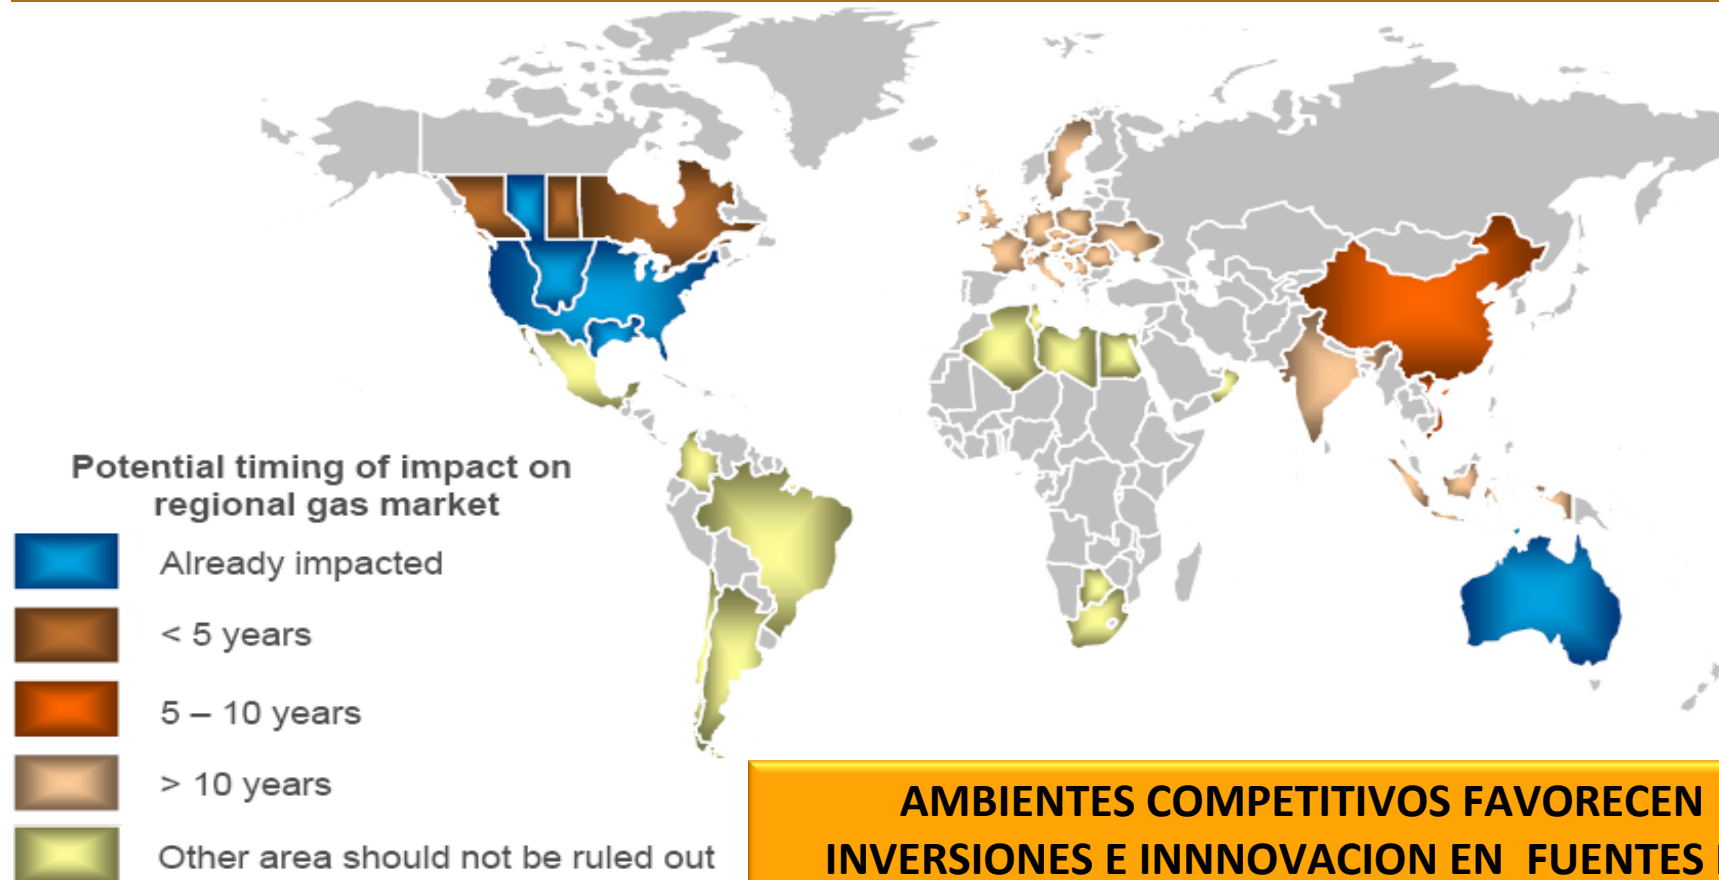 Potential timing of impact on
regional gas market
Already impacted
< 5 years
5 – 10 years
> 10 years
Other area should not be ruled out
AMBIENTES COMPETITIVOS FAVORECEN
INVERSIONES E INNNOVACION EN FUENTES